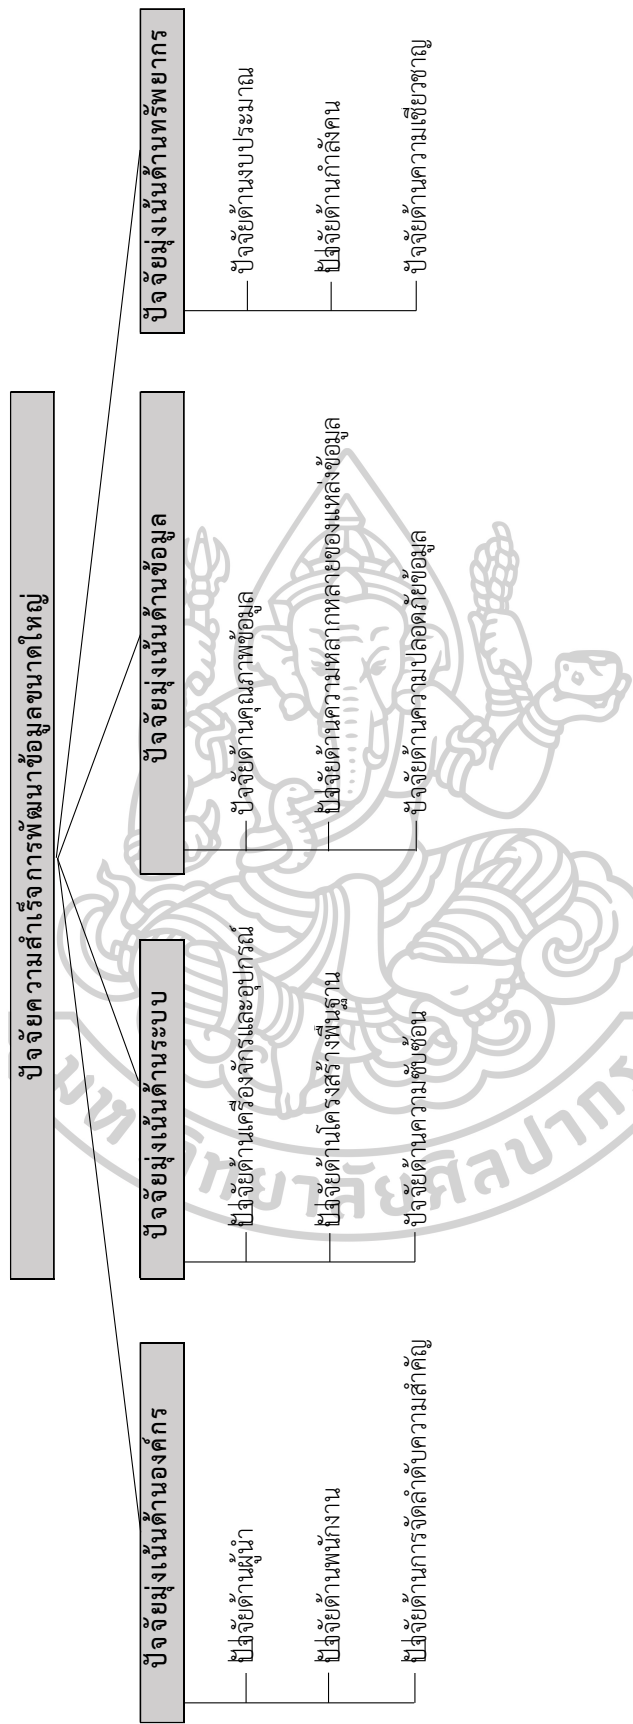 ปัจจัยความสำเร็จการพัฒนาข้อมูลขนาดใหญ่
ปัจจัยมุ่งเน้นด้านองค์กร
ปัจจัยด้านผู้นำ
ปัจจัยด้านพนักงาน
ปัจจัยด้านการจัดลำดับความสำคัญ
ปัจจัยมุ่งเน้นด้านระบบ
ปัจจัยด้านเครื่องจักรและอุปกรณ์
ปัจจัยด้านโครงสร้างพื้นฐาน
ปัจจัยด้านความซับซ้อน
ปัจจัยมุ่งเน้นด้านข้อมูล
ปัจจัยด้านคุณภาพข้อมูล
ปัจจัยด้านความหลากหลายของแหล่งข้อมูล
ปัจจัยด้านความปลอดภัยข้อมูล
ปัจจัยมุ่งเน้นด้านทรัพยากร
ปัจจัยด้านงบประมาณ
ปัจจัยด้านกำลังคน
ปัจจัยด้านความเชี่ยวชาญ